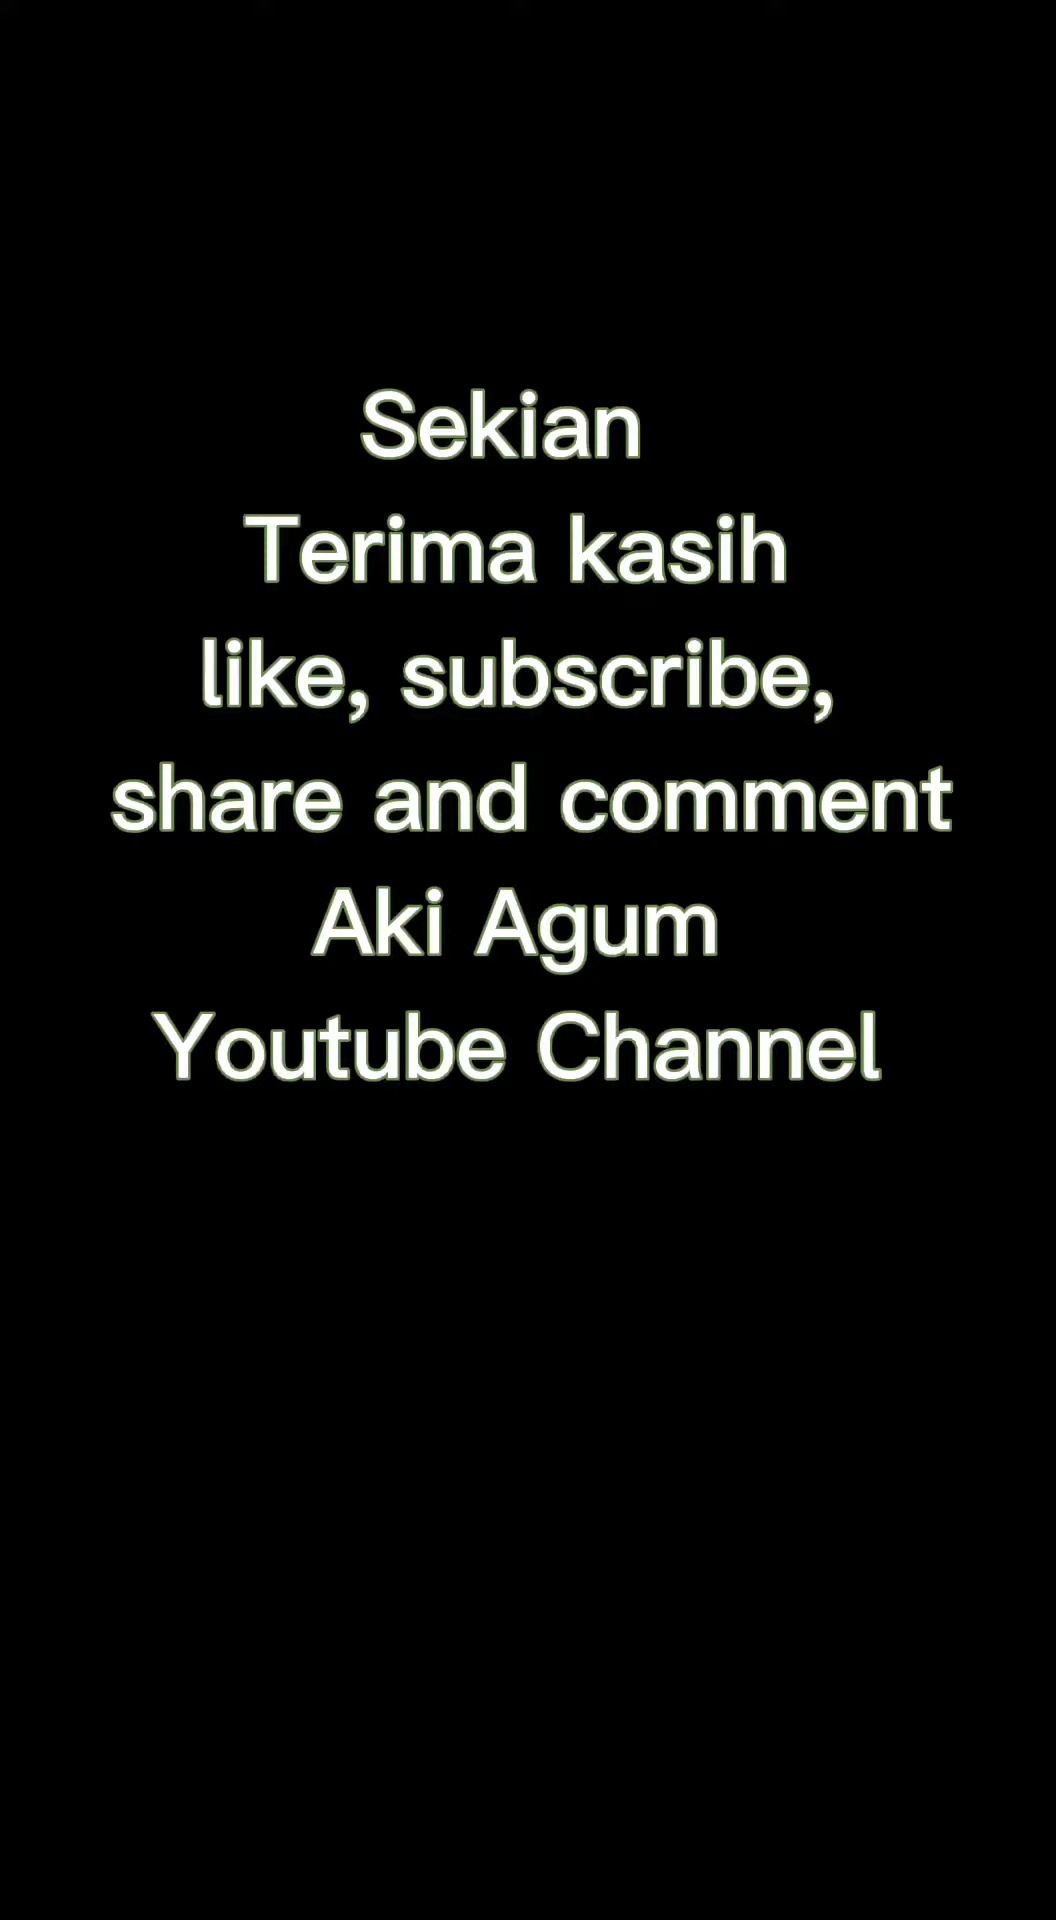 Sekian
Terima kasih
like, subscribe,
share and comment
Aki Agum
Youtube Channel